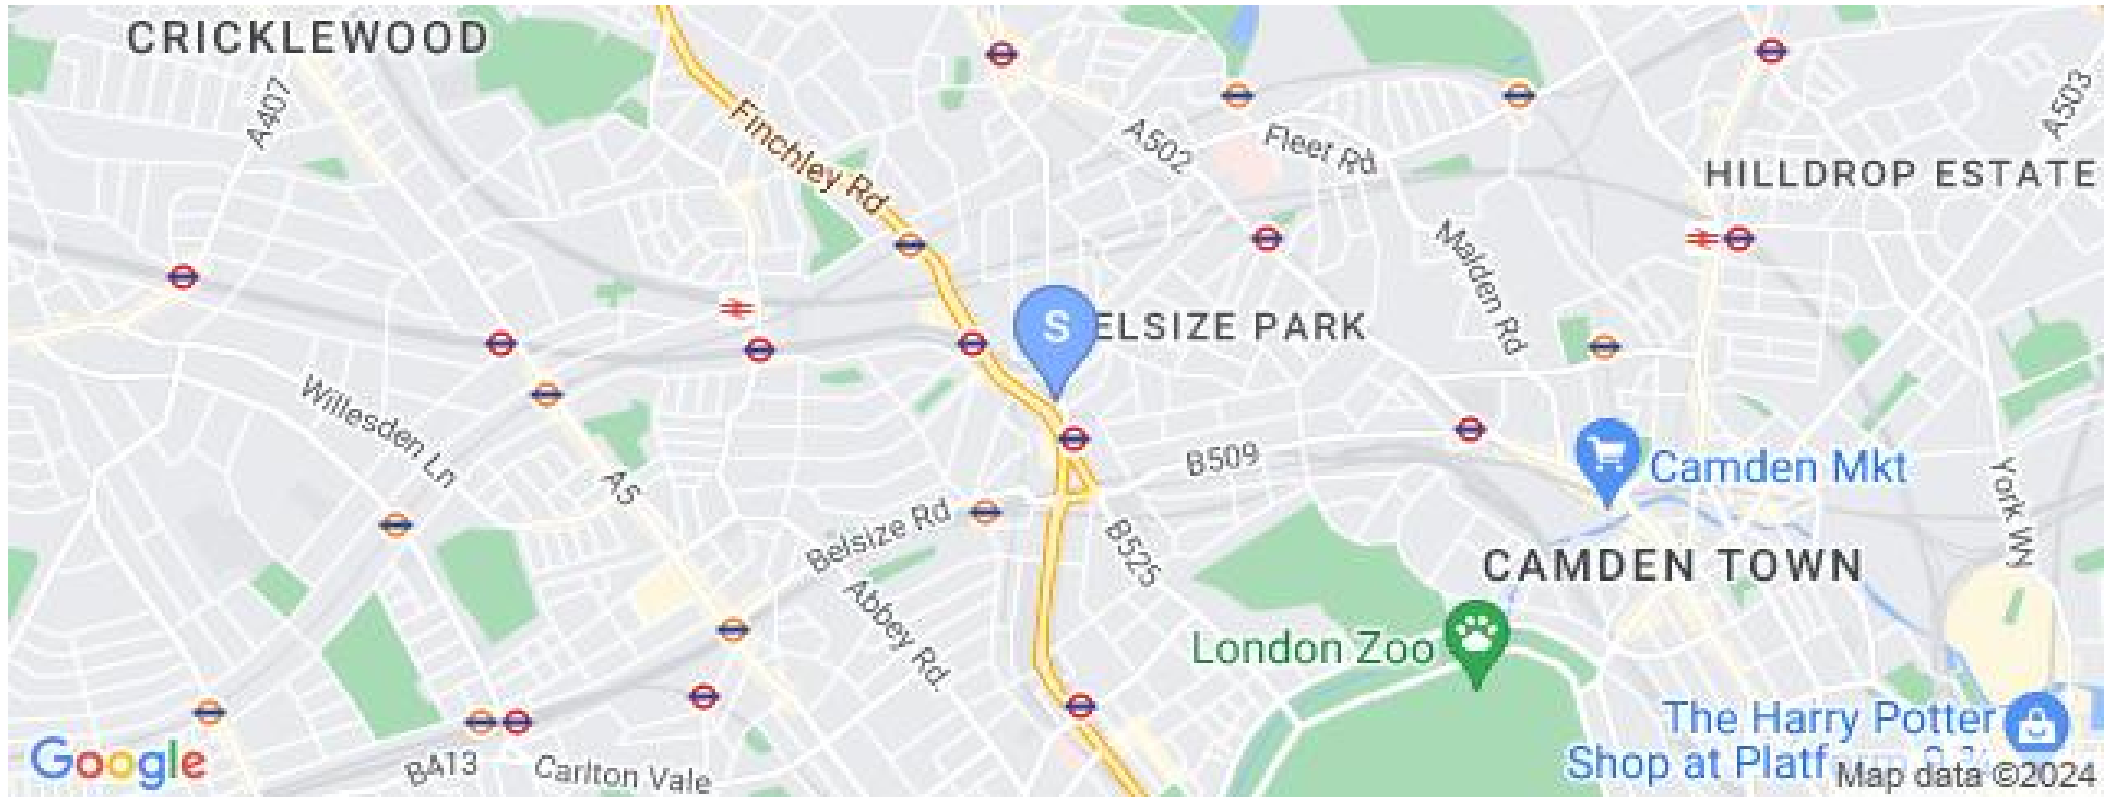 CRICKLEWOOD
A407
Finchley Rd
A502
Fleet Rd
A503
HILLDROP ESTATE
Malden Rd
S
ELSIZE PARK
Willesden Ln
A5
B509
Camden Mkt
York Wy
Belsize Rd
B525
CAMDEN TOWN
Abbey Rd
London Zoo
The Harry Potter
Shop at Platf
Google
BA13
Carlton Vale
Map data ©2024